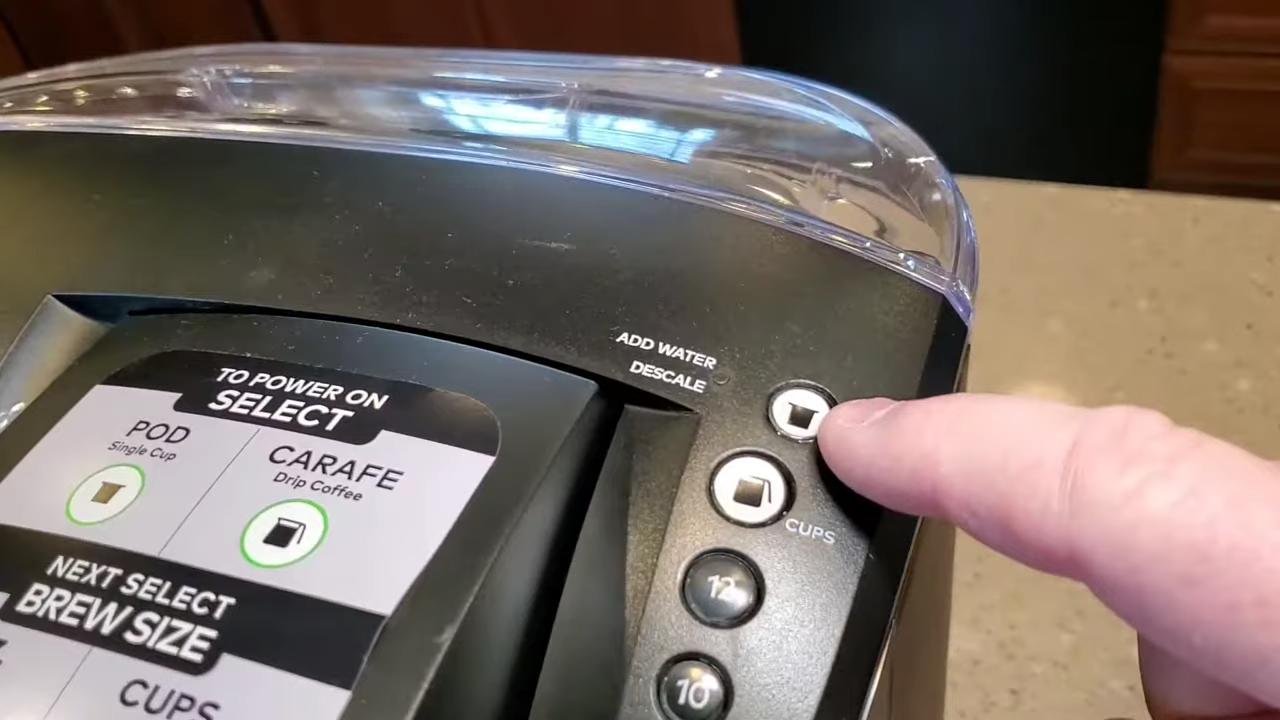 ADD WATER
DESCALE
TO POWER ON
SELECT
POD
Single Cup
CARAFE
Drip Coffee
CUPS
12
NEXT SELECT
BREW SIZE
10
CUPS